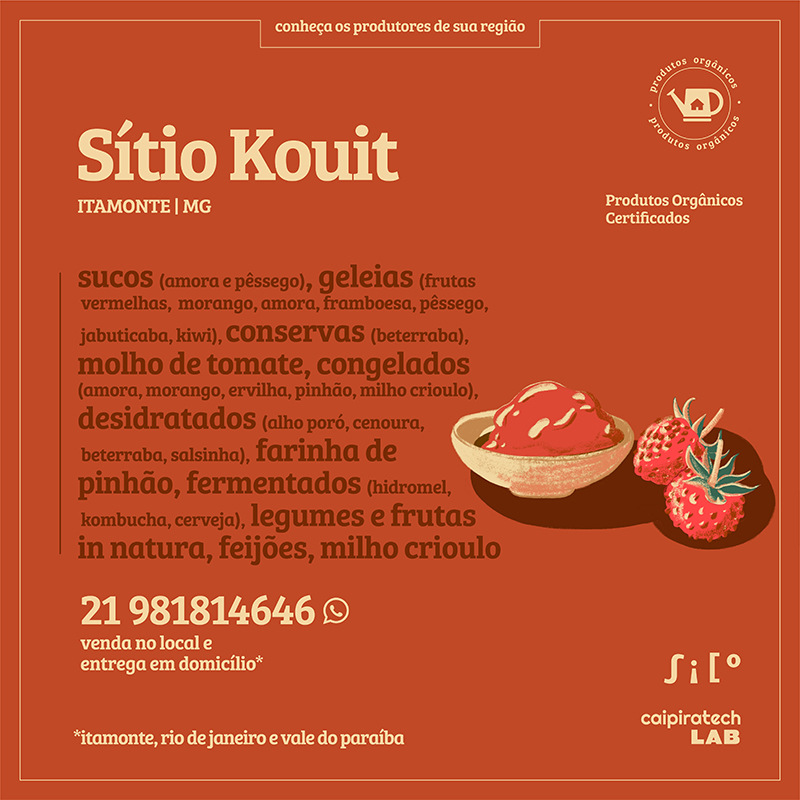 conheça os produtores de sua região
produtos orgânicos
produtos orgânicos
Sítio Kouit
ITAMONTE | MG
Produtos Orgânicos
Certificados
sucos (amora e pêssego), geleias (frutas
vermelhas, morango, amora, framboesa, pêssego,
jabuticaba, kiwi), conservas (beterraba),
molho de tomate, congelados
(amora, morango, ervilha, pinhão, milho crioulo),
desidratados (alho poró, cenoura,
beterraba, salsinha), farinha de
pinhão, fermentados (hidromel,
kombucha, cerveja), legumes e frutas
in natura, feijões, milho crioulo
21 981814646
venda no local e
entrega em domicílio*
silo
caipiratech
LAB
*itamonte, rio de janeiro e vale do paraíba